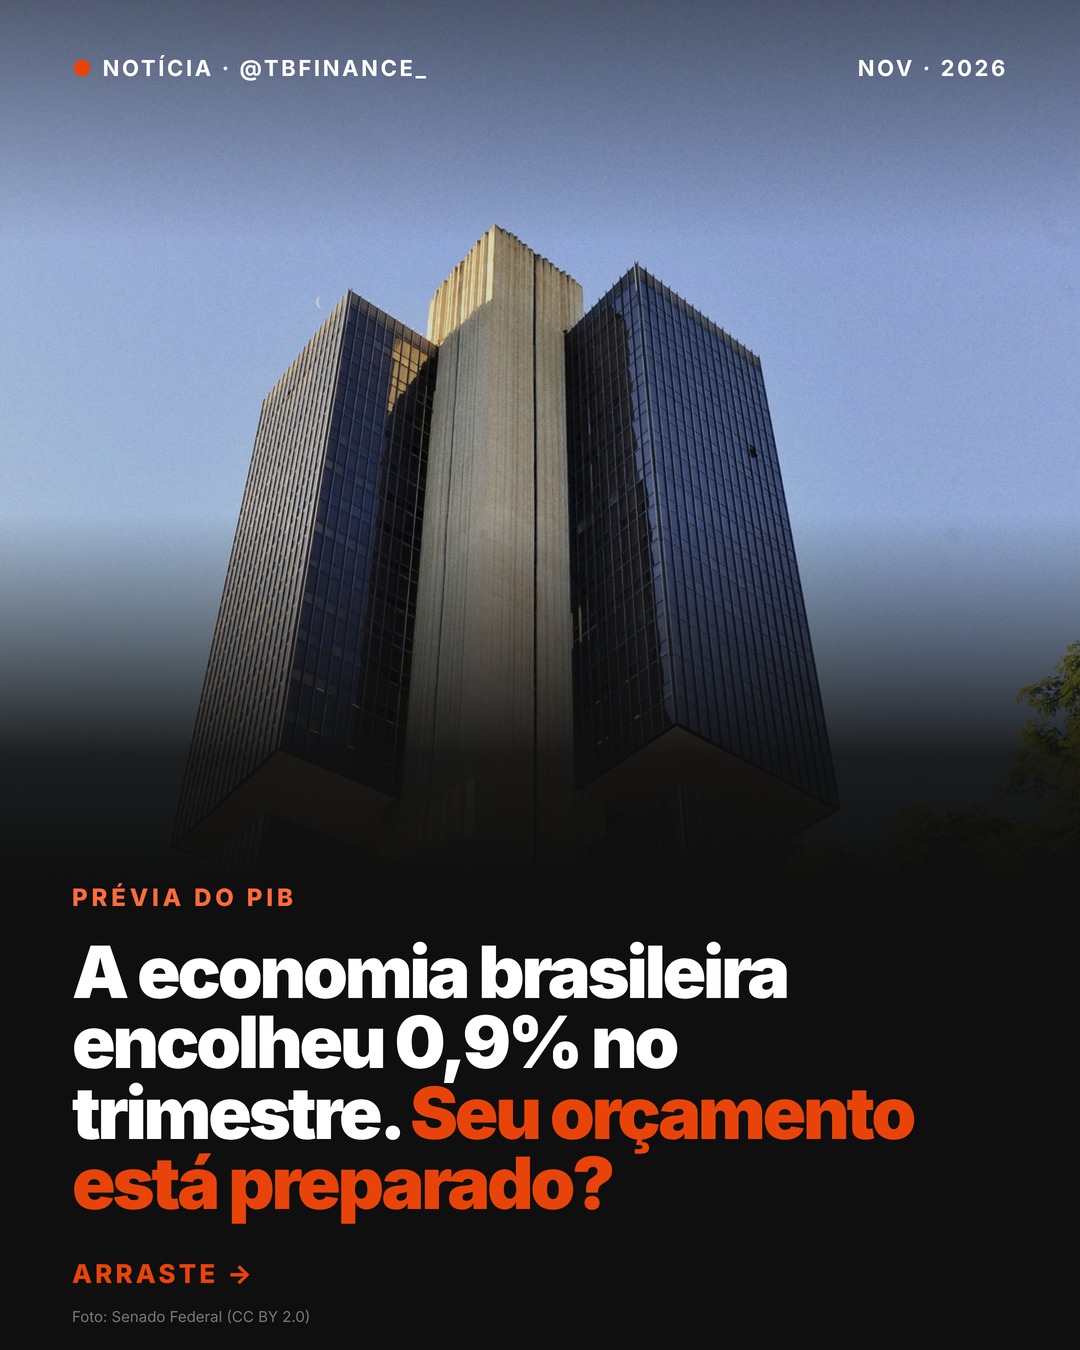 NOTÍCIA · @TBFINANCE_
NOV · 2026
PRÉVIA DO PIB
A economia brasileira
encolheu 0,9% no
trimestre. Seu orçamento
está preparado?
ARRASTE →
Foto: Senado Federal (CC BY 2.0)